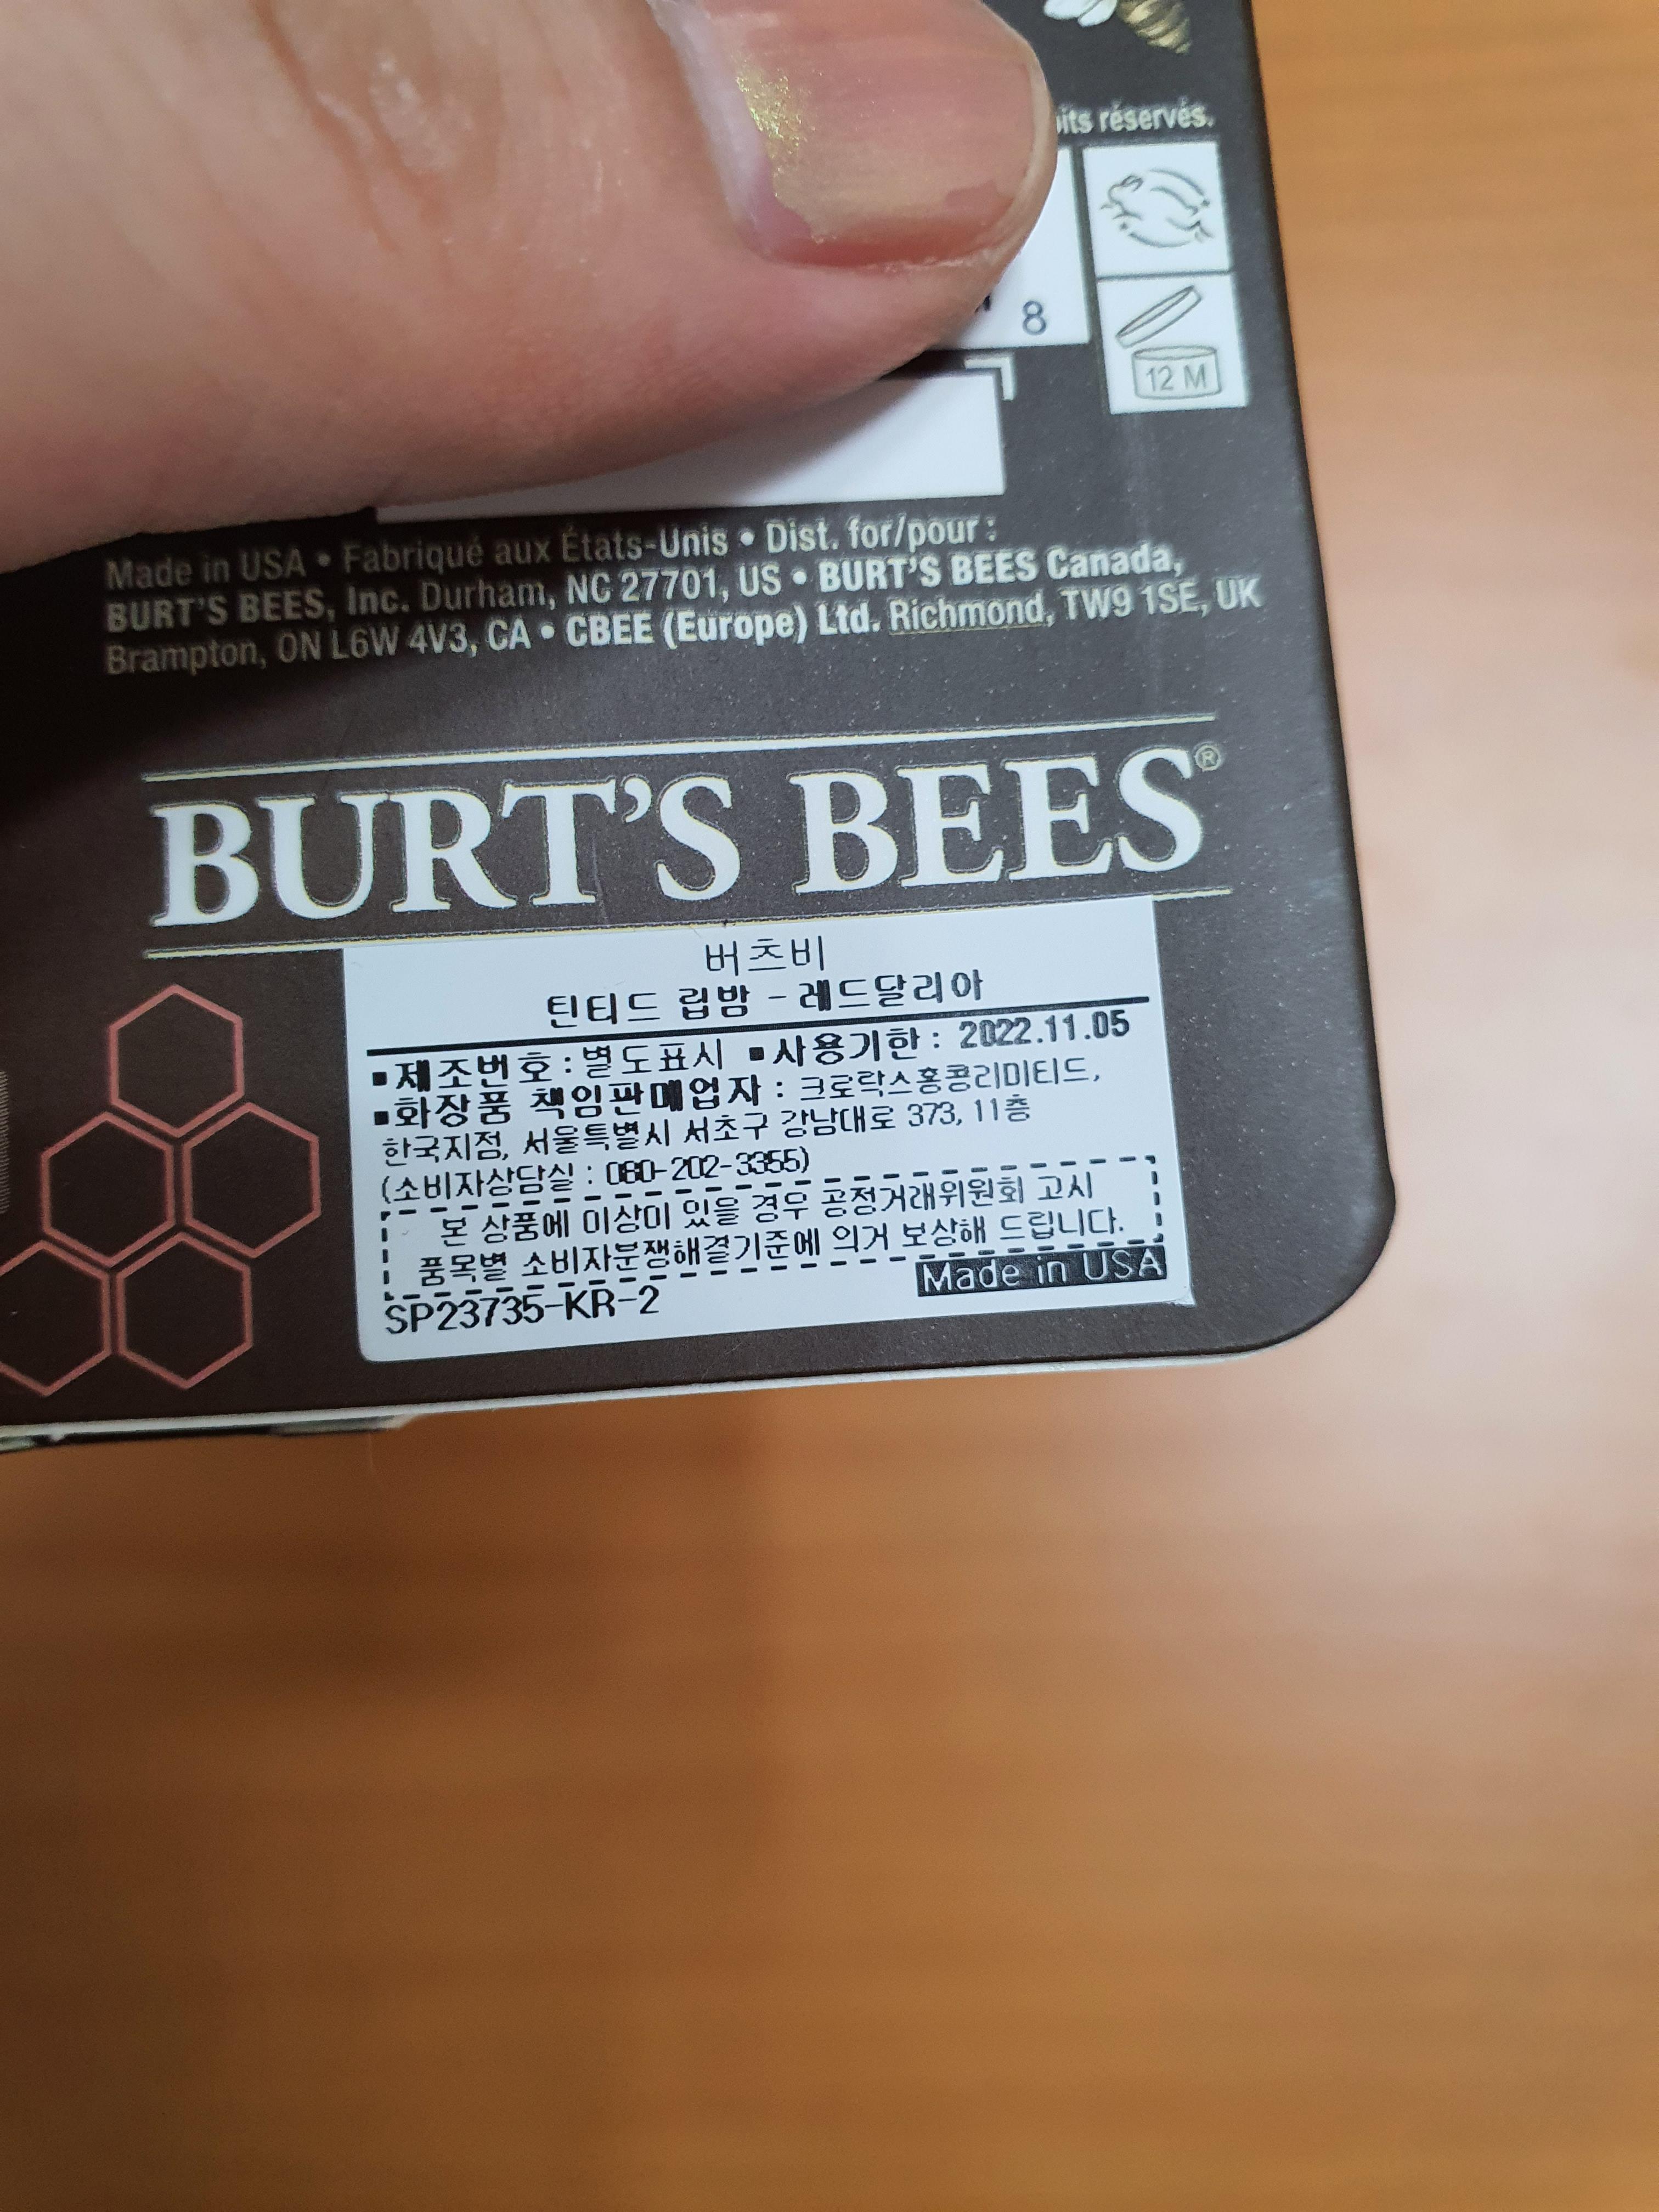 its réservés.
8
12 M
Made in USA • Fabriqué aux États-Unis • Dist. for/pour :
BURT'S BEES, Inc. Durham, NC 27701, US • BURT'S BEES Canada,
Brampton, ON L6W 4V3, CA • CBEE (Europe) Ltd. Richmond, TW9 1SE, UK
BURT'S BEES®
버츠비
틴티드 립밤 - 레드달리아
▪제조번호 : 별도표시 ▪사용기한 : 2022.11.05
▪화장품 책임판매업자 : 크로락스홍콩리미티드,
한국지점, 서울특별시 서초구 강남대로 373, 11층
(소비자상담실 : 080-202-3355)
본 상품에 이상이 있을 경우 공정거래위원회 고시
품목별 소비자분쟁해결기준에 의거 보상해 드립니다.
Made in USA
SP23735-KR-2